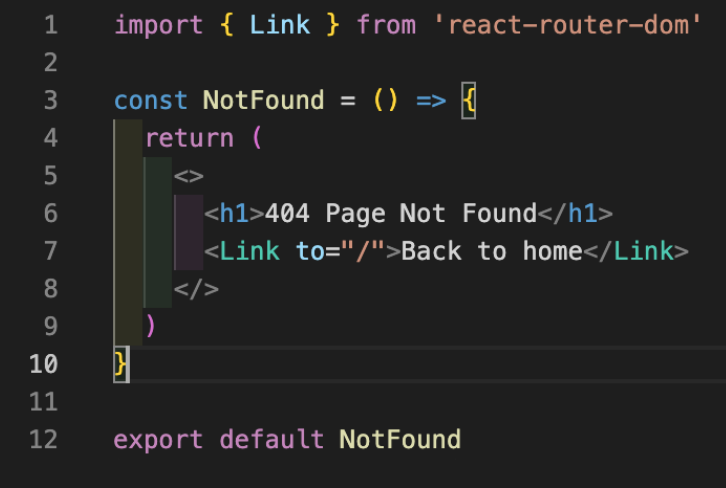 1 import { Link } from 'react-router-dom'
2
3 const NotFound = () => {
4 return (
5 <>
6 <h1>404 Page Not Found</h1>
7 <Link to="/">Back to home</Link>
8 </>
9 )
10 }
11
12 export default NotFound